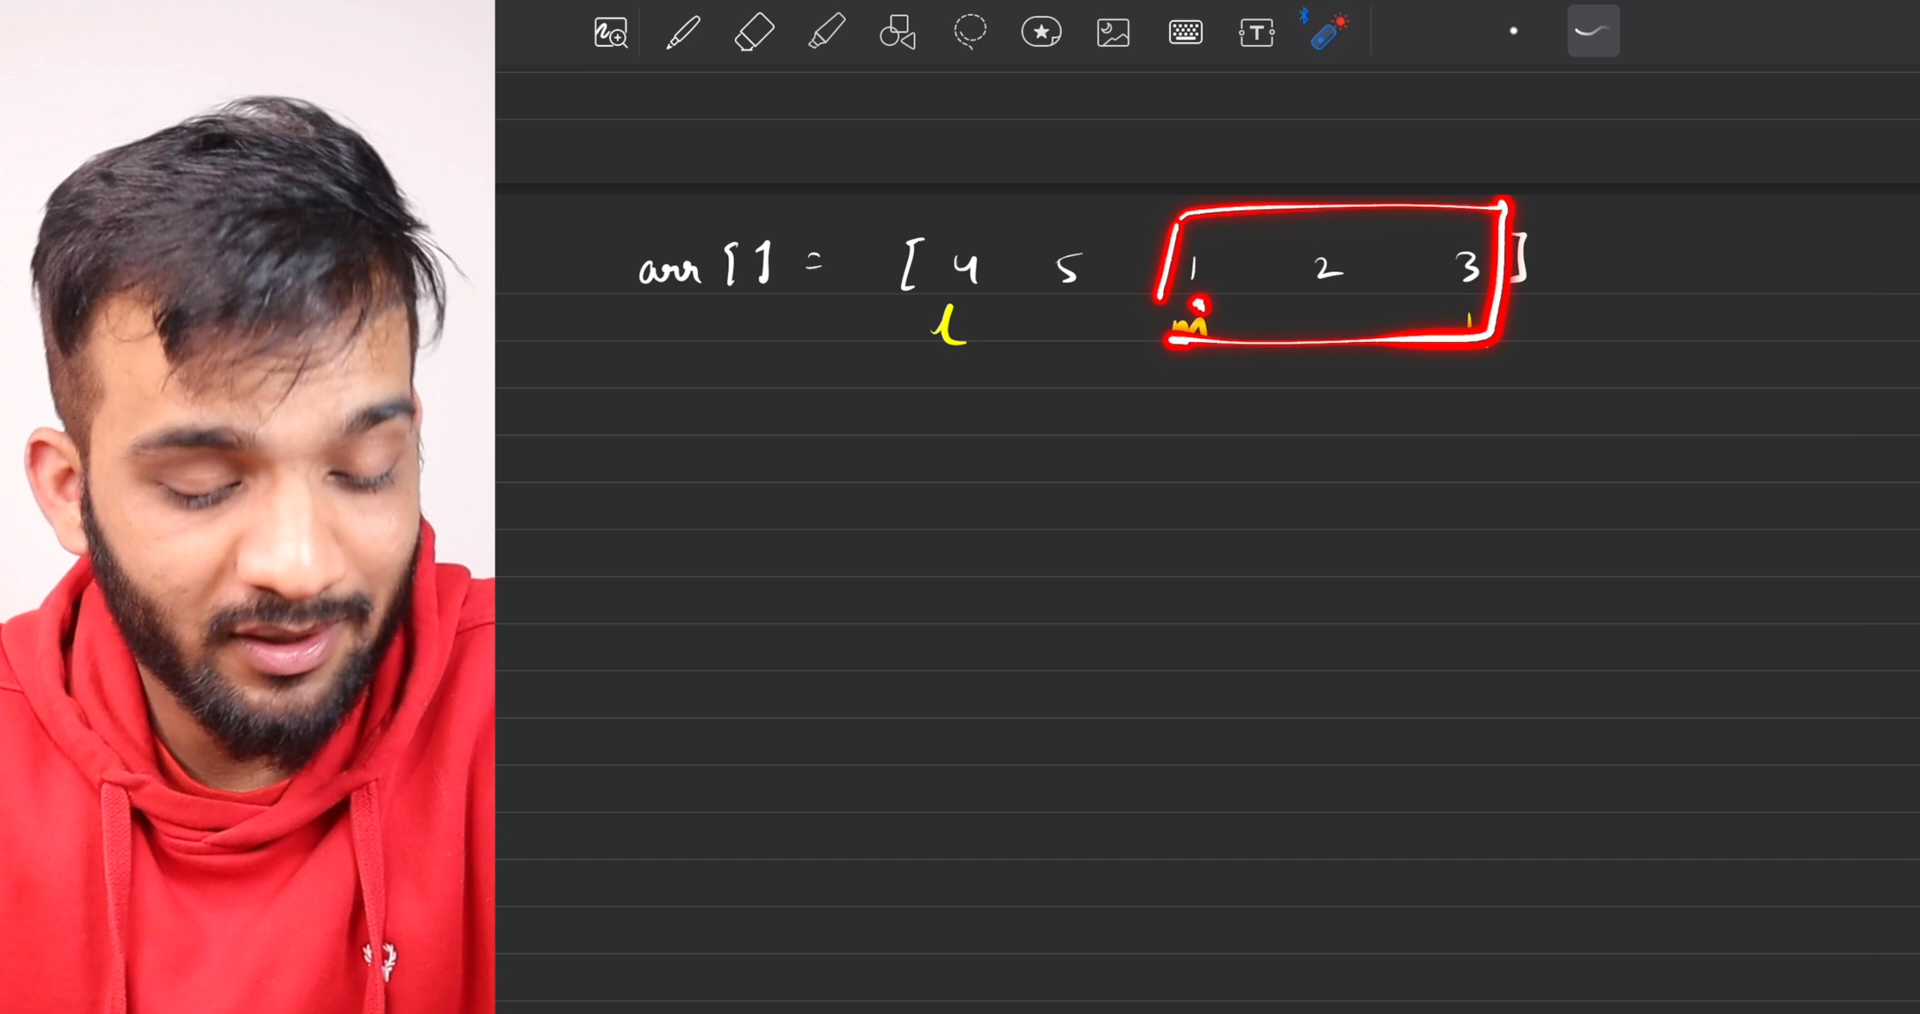 arr [ ] = [ 4 5 1 2 3 ]
l m